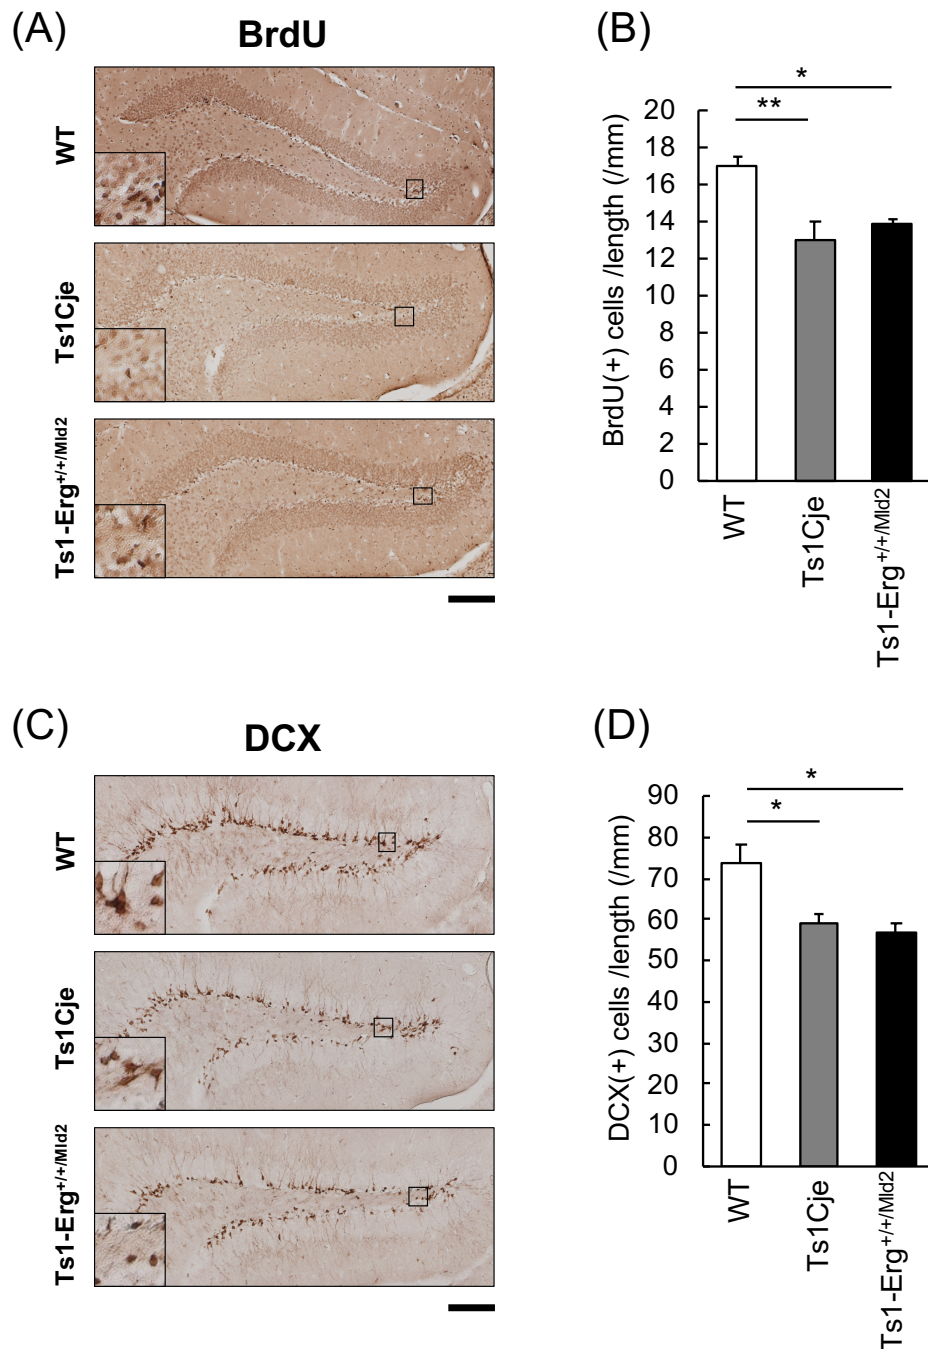 (A)
BrdU
WT
Ts1Cje
Ts1-Erg+/+/Mld2
(B)
*
**
BrdU(+) cells /length (/mm)
20
18
16
14
12
10
8
6
4
2
0
WT
Ts1Cje
Ts1-Erg+/+/Mld2
(C)
DCX
WT
Ts1Cje
Ts1-Erg+/+/Mld2
(D)
*
*
DCX(+) cells /length (/mm)
90
80
70
60
50
40
30
20
10
0
WT
Ts1Cje
Ts1-Erg+/+/Mld2